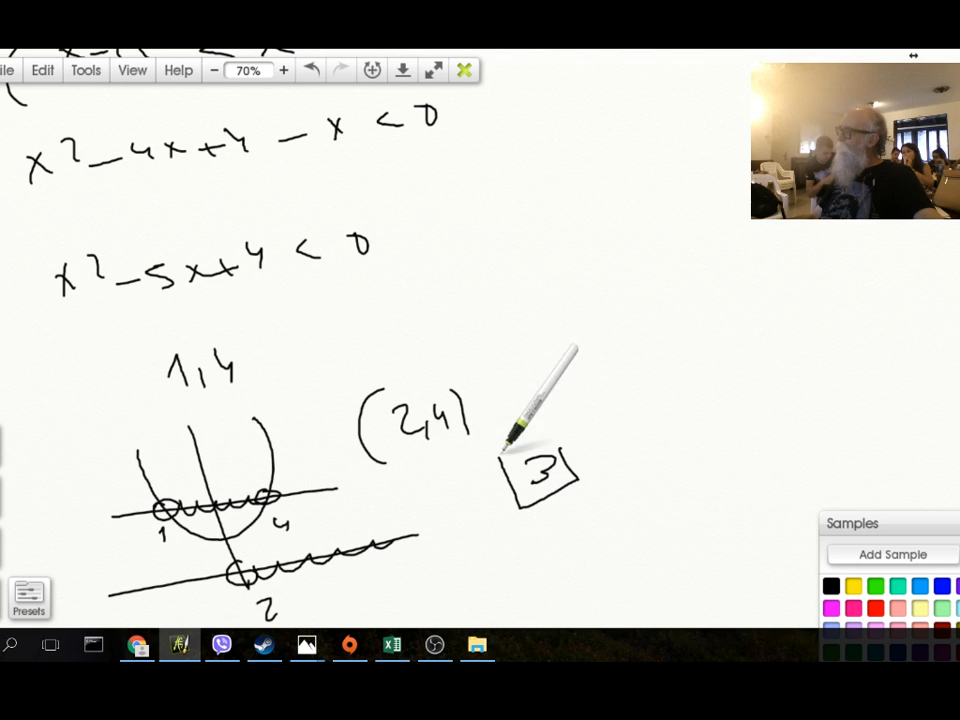 File Edit Tools View Help − 70% +
x² − 4x + 4 − x < 0
x² − 5x + 4 < 0
1, 4
(2, 4)
3
1
4
2
Samples
Add Sample
Presets